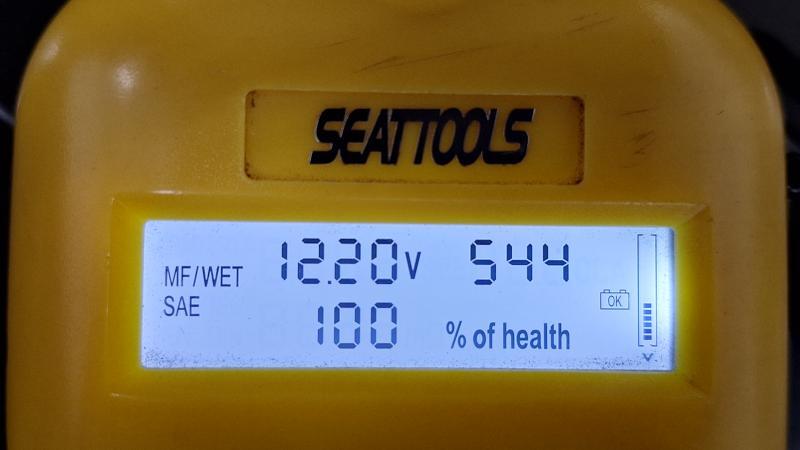 SEATTOOLS
MF/WET 12.20V 544
SAE 100 % of health
OK